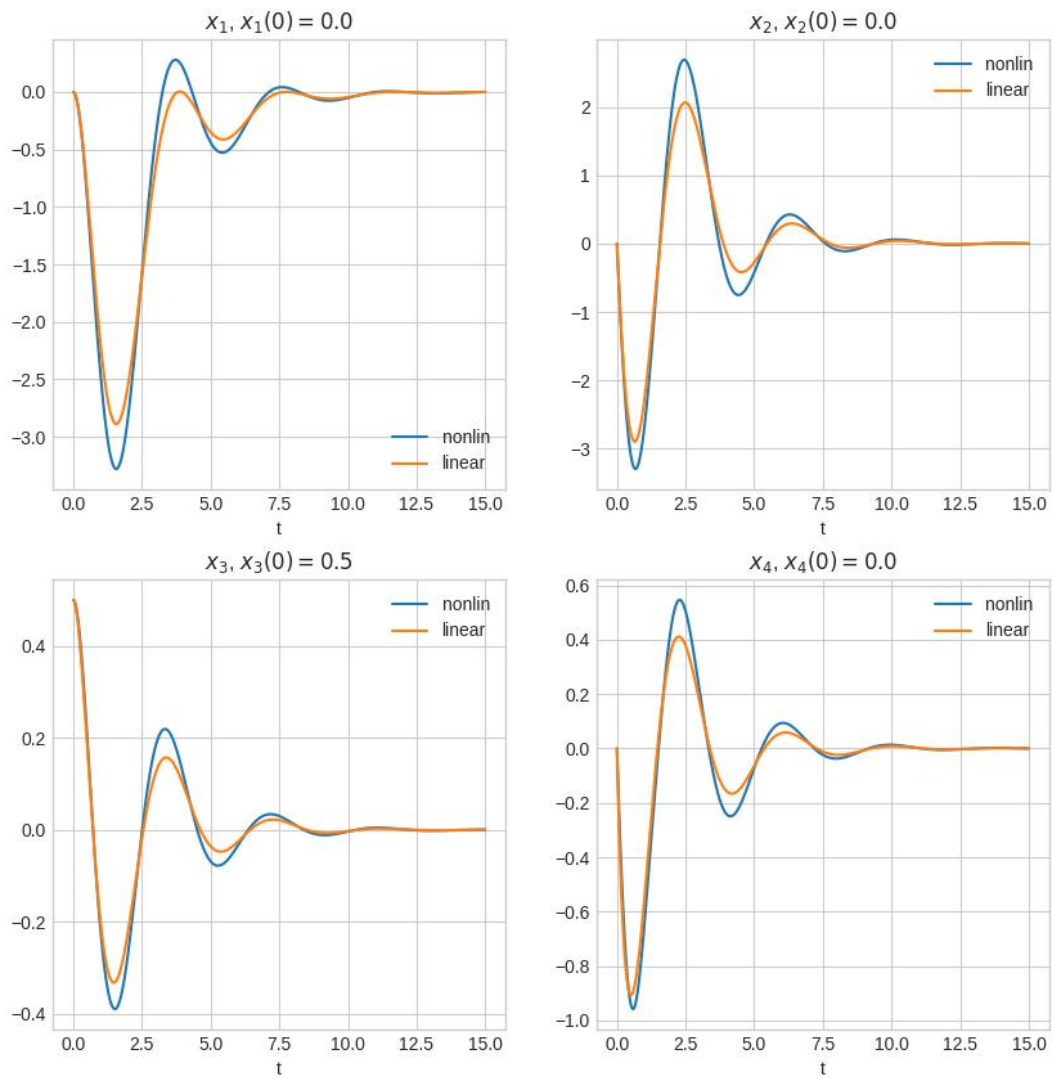 x₁, x₁(0) = 0.0
0.0
−0.5
−1.0
−1.5
−2.0
−2.5
−3.0
nonlin
linear
0.0 2.5 5.0 7.5 10.0 12.5 15.0
t
x₂, x₂(0) = 0.0
nonlin
linear
2
1
0
−1
−2
−3
0.0 2.5 5.0 7.5 10.0 12.5 15.0
t
x₃, x₃(0) = 0.5
nonlin
linear
0.4
0.2
0.0
−0.2
−0.4
0.0 2.5 5.0 7.5 10.0 12.5 15.0
t
x₄, x₄(0) = 0.0
0.6
nonlin
linear
0.4
0.2
0.0
−0.2
−0.4
−0.6
−0.8
−1.0
0.0 2.5 5.0 7.5 10.0 12.5 15.0
t